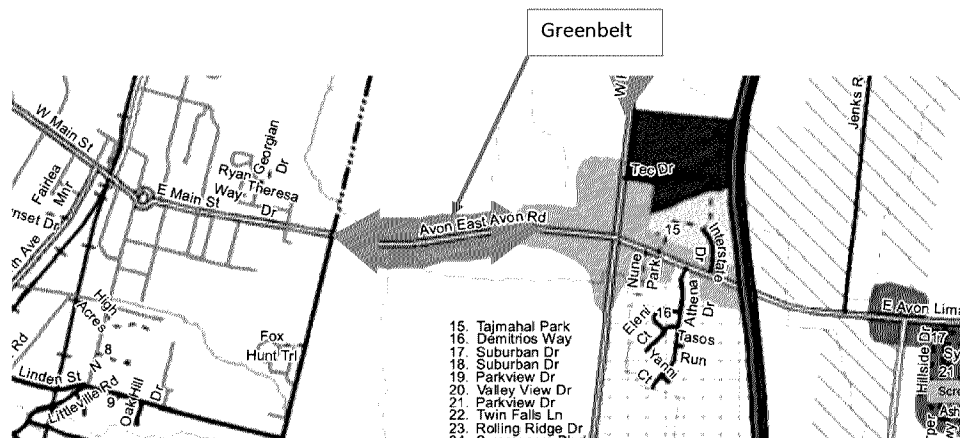 Greenbelt
W Main St
Fairlea
Mnr
E Main St
Ryan
Way
Georgian
Dr
Theresa
Dr
nset Dr
th Ave
High
Acres
8
N
Rd
Linden St
Littleville Rd
9
Oak Hill
Dr
Fox
Hunt Trl
Avon East Avon Rd
Tec Dr
15
Interstate
Dr
Nune
Park
Athena
Dr
Eleni
Ct
16
Tasos
Run
Yanni
Ct
Jenks R
E Avon Lima
Hillside Dr
17
Sy
21
Scre
Ash
15. Tajmahal Park
16. Demitrios Way
17. Suburban Dr
18. Suburban Dr
19. Parkview Dr
20. Valley View Dr
21. Parkview Dr
22. Twin Falls Ln
23. Rolling Ridge Dr